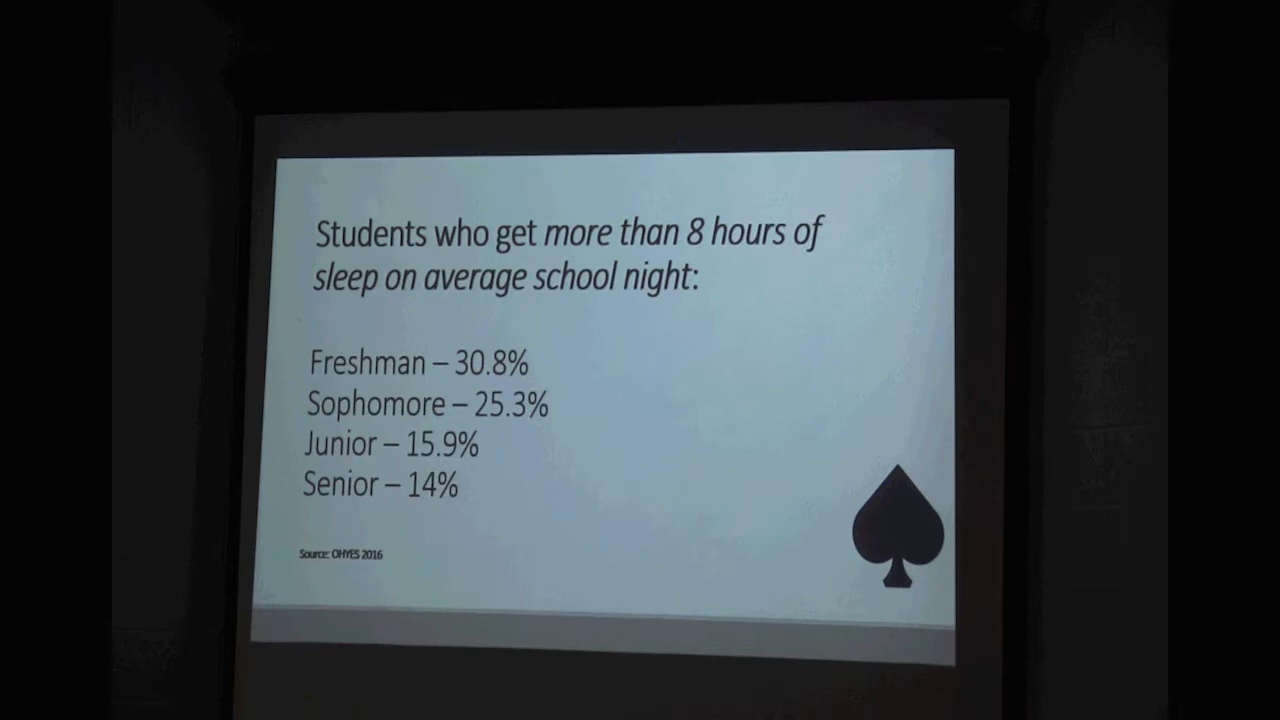 Students who get more than 8 hours of
sleep on average school night:
Freshman – 30.8%
Sophomore – 25.3%
Junior – 15.9%
Senior – 14%
Source: OHYES 2016